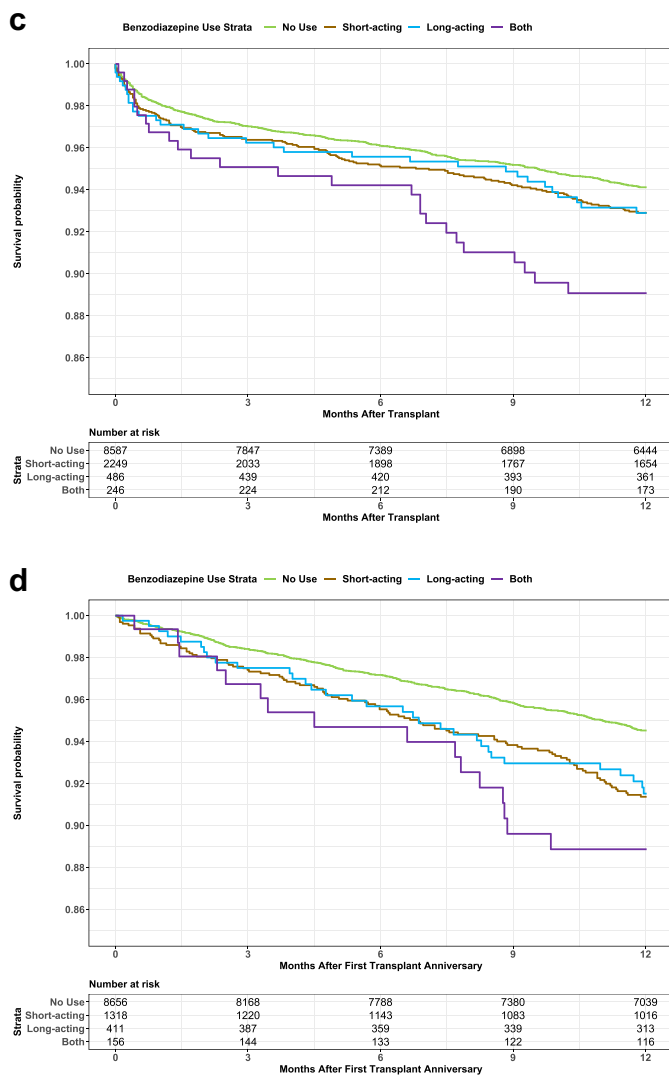 c
Benzodiazepine Use Strata No Use Short-acting Long-acting Both
Survival probability
1.00
0.98
0.96
0.94
0.92
0.90
0.88
0.86
0 3 6 9 12
Months After Transplant
Number at risk
Strata
No Use 8587 7847 7389 6898 6444
Short-acting 2249 2033 1898 1767 1654
Long-acting 486 439 420 393 361
Both 246 224 212 190 173
0 3 6 9 12
Months After Transplant
d
Benzodiazepine Use Strata No Use Short-acting Long-acting Both
Survival probability
1.00
0.98
0.96
0.94
0.92
0.90
0.88
0.86
0 3 6 9 12
Months After First Transplant Anniversary
Number at risk
Strata
No Use 8656 8168 7788 7380 7039
Short-acting 1318 1220 1143 1083 1016
Long-acting 411 387 359 339 313
Both 156 144 133 122 116
0 3 6 9 12
Months After First Transplant Anniversary